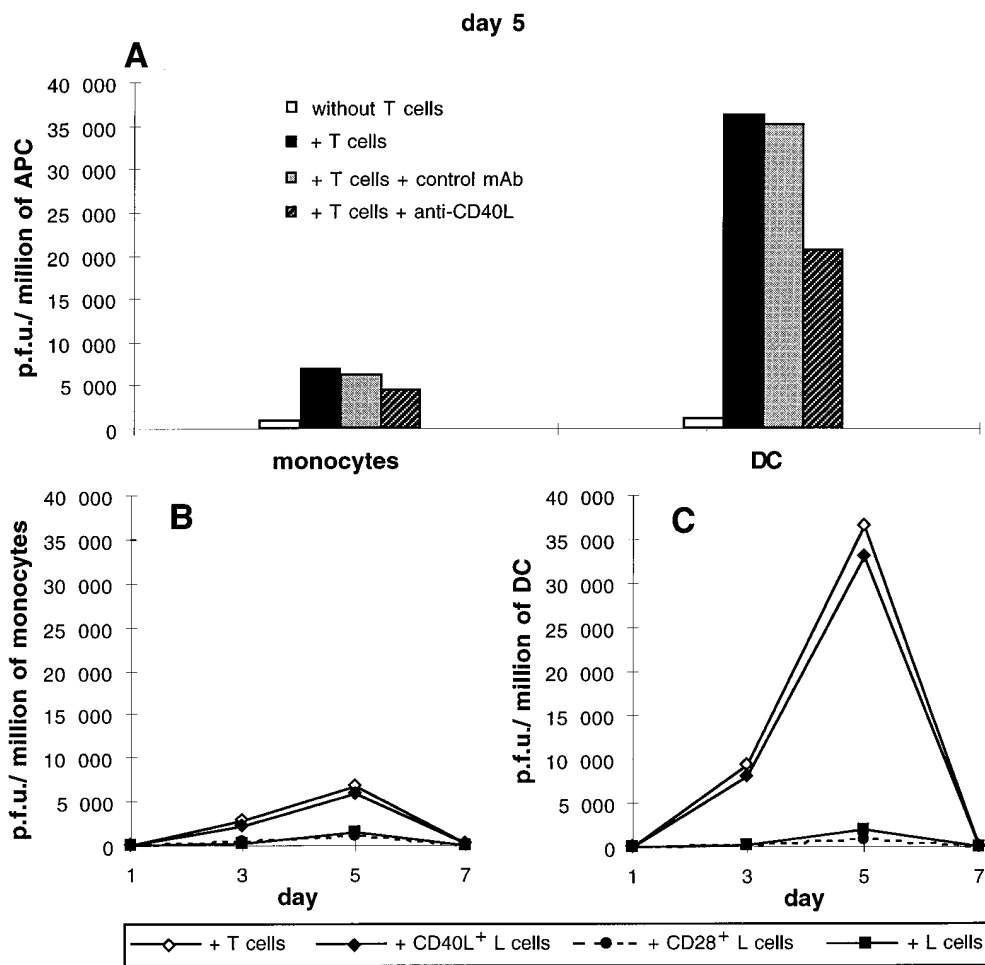 day 5
A
p.f.u./ million of APC
40 000
35 000
30 000
25 000
20 000
15 000
10 000
5 000
0
without T cells
+ T cells
+ T cells + control mAb
+ T cells + anti-CD40L
monocytes
DC
B
p.f.u./ million of monocytes
40 000
35 000
30 000
25 000
20 000
15 000
10 000
5 000
0
1 3 5 7
day
C
p.f.u./ million of DC
40 000
35 000
30 000
25 000
20 000
15 000
10 000
5 000
0
1 3 5 7
day
+ T cells + CD40L⁺ L cells + CD28⁺ L cells + L cells